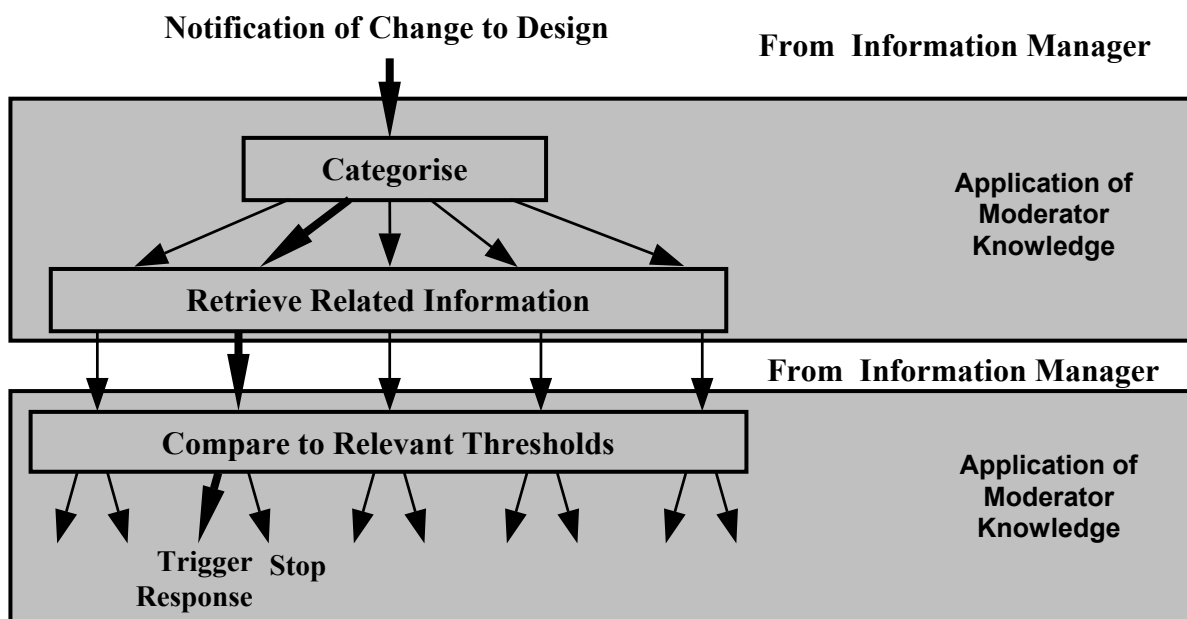 Notification of Change to Design
From Information Manager
Categorise
Application of
Moderator
Knowledge
Retrieve Related Information
From Information Manager
Compare to Relevant Thresholds
Application of
Moderator
Knowledge
Trigger
Response
Stop